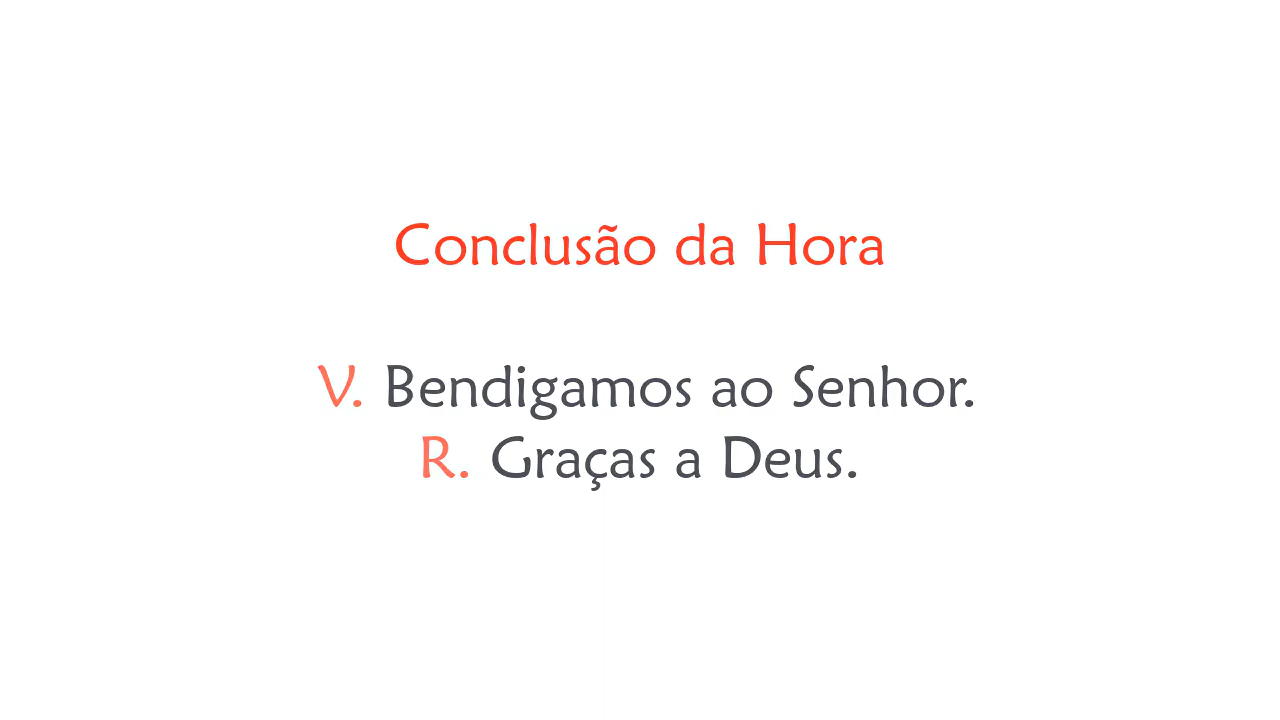 Conclusão da Hora
V. Bendigamos ao Senhor.
R. Graças a Deus.